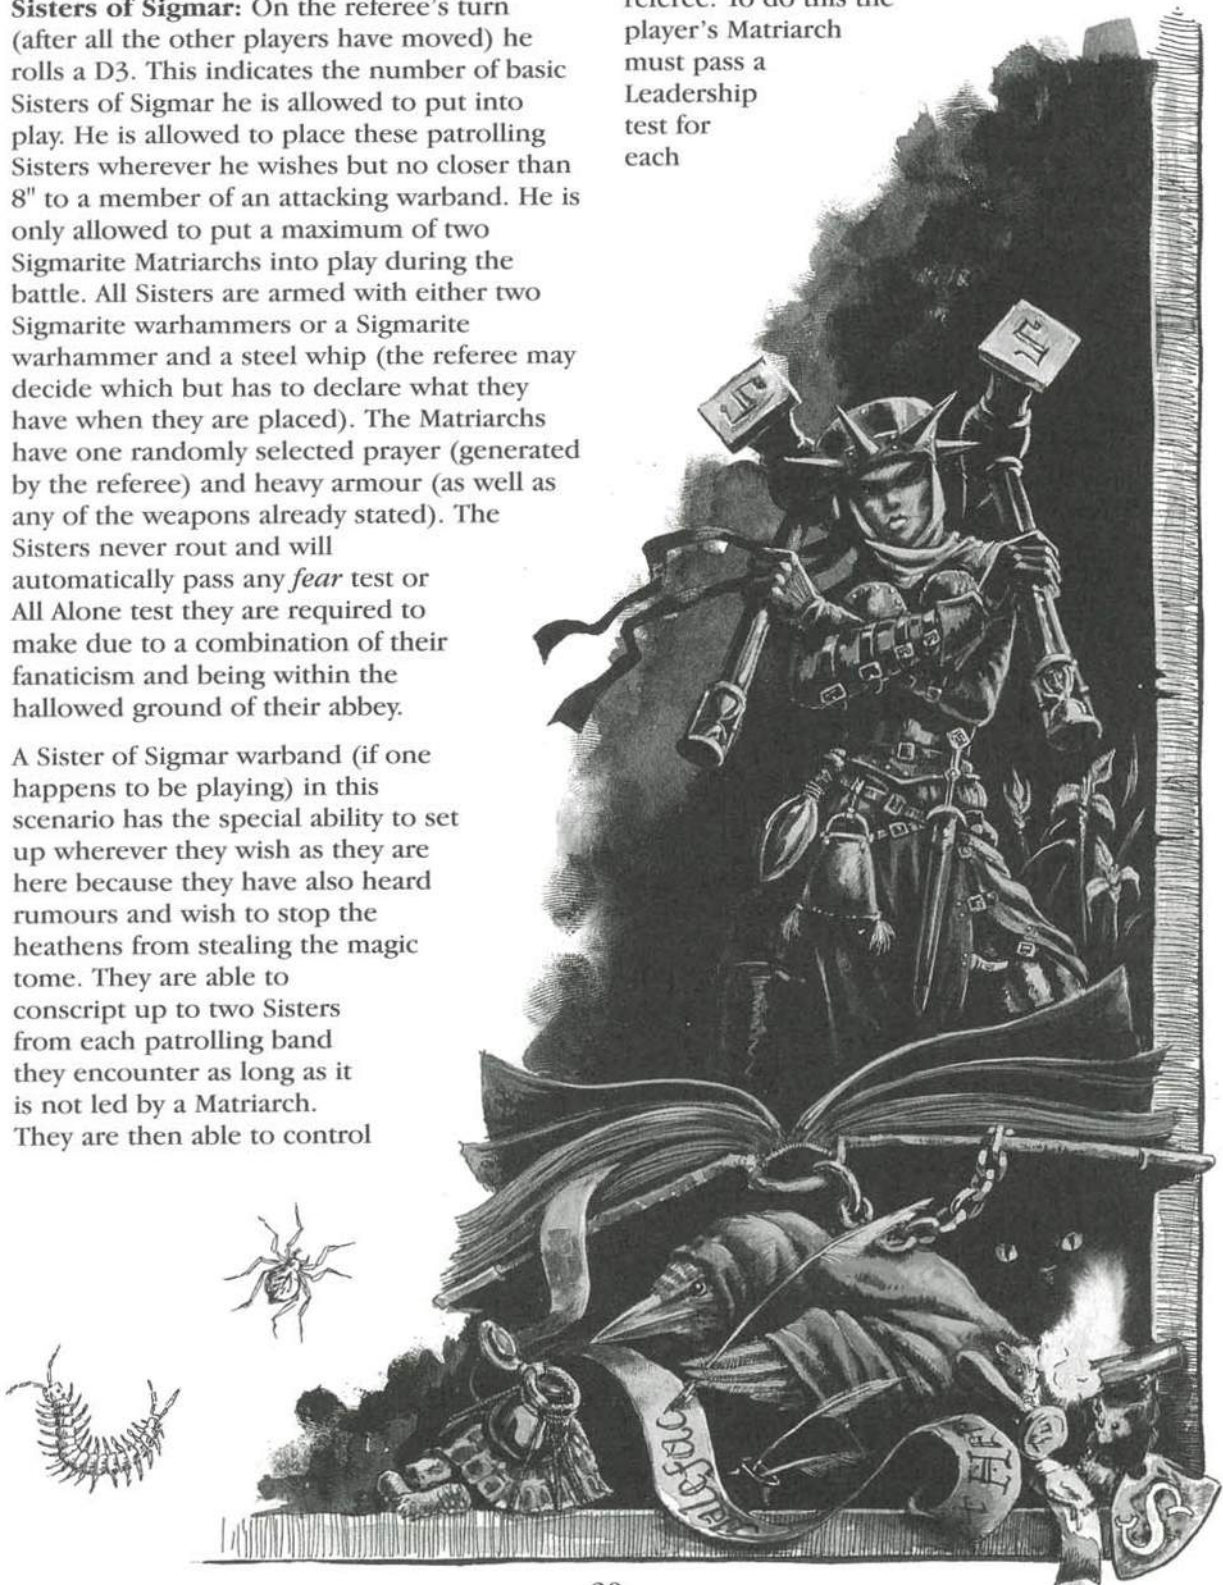 Sisters of Sigmar: On the referee's turn
(after all the other players have moved) he
rolls a D3. This indicates the number of basic
Sisters of Sigmar he is allowed to put into
play. He is allowed to place these patrolling
Sisters wherever he wishes but no closer than
8" to a member of an attacking warband. He is
only allowed to put a maximum of two
Sigmarite Matriarchs into play during the
battle. All Sisters are armed with either two
Sigmarite warhammers or a Sigmarite
warhammer and a steel whip (the referee may
decide which but has to declare what they
have when they are placed). The Matriarchs
have one randomly selected prayer (generated
by the referee) and heavy armour (as well as
any of the weapons already stated). The
Sisters never rout and will
automatically pass any fear test or
All Alone test they are required to
make due to a combination of their
fanaticism and being within the
hallowed ground of their abbey.
A Sister of Sigmar warband (if one
happens to be playing) in this
scenario has the special ability to set
up wherever they wish as they are
here because they have also heard
rumours and wish to stop the
heathens from stealing the magic
tome. They are able to
conscript up to two Sisters
from each patrolling band
they encounter as long as it
is not led by a Matriarch.
They are then able to control
referee. To do this the
player's Matriarch
must pass a
Leadership
test for
each
S